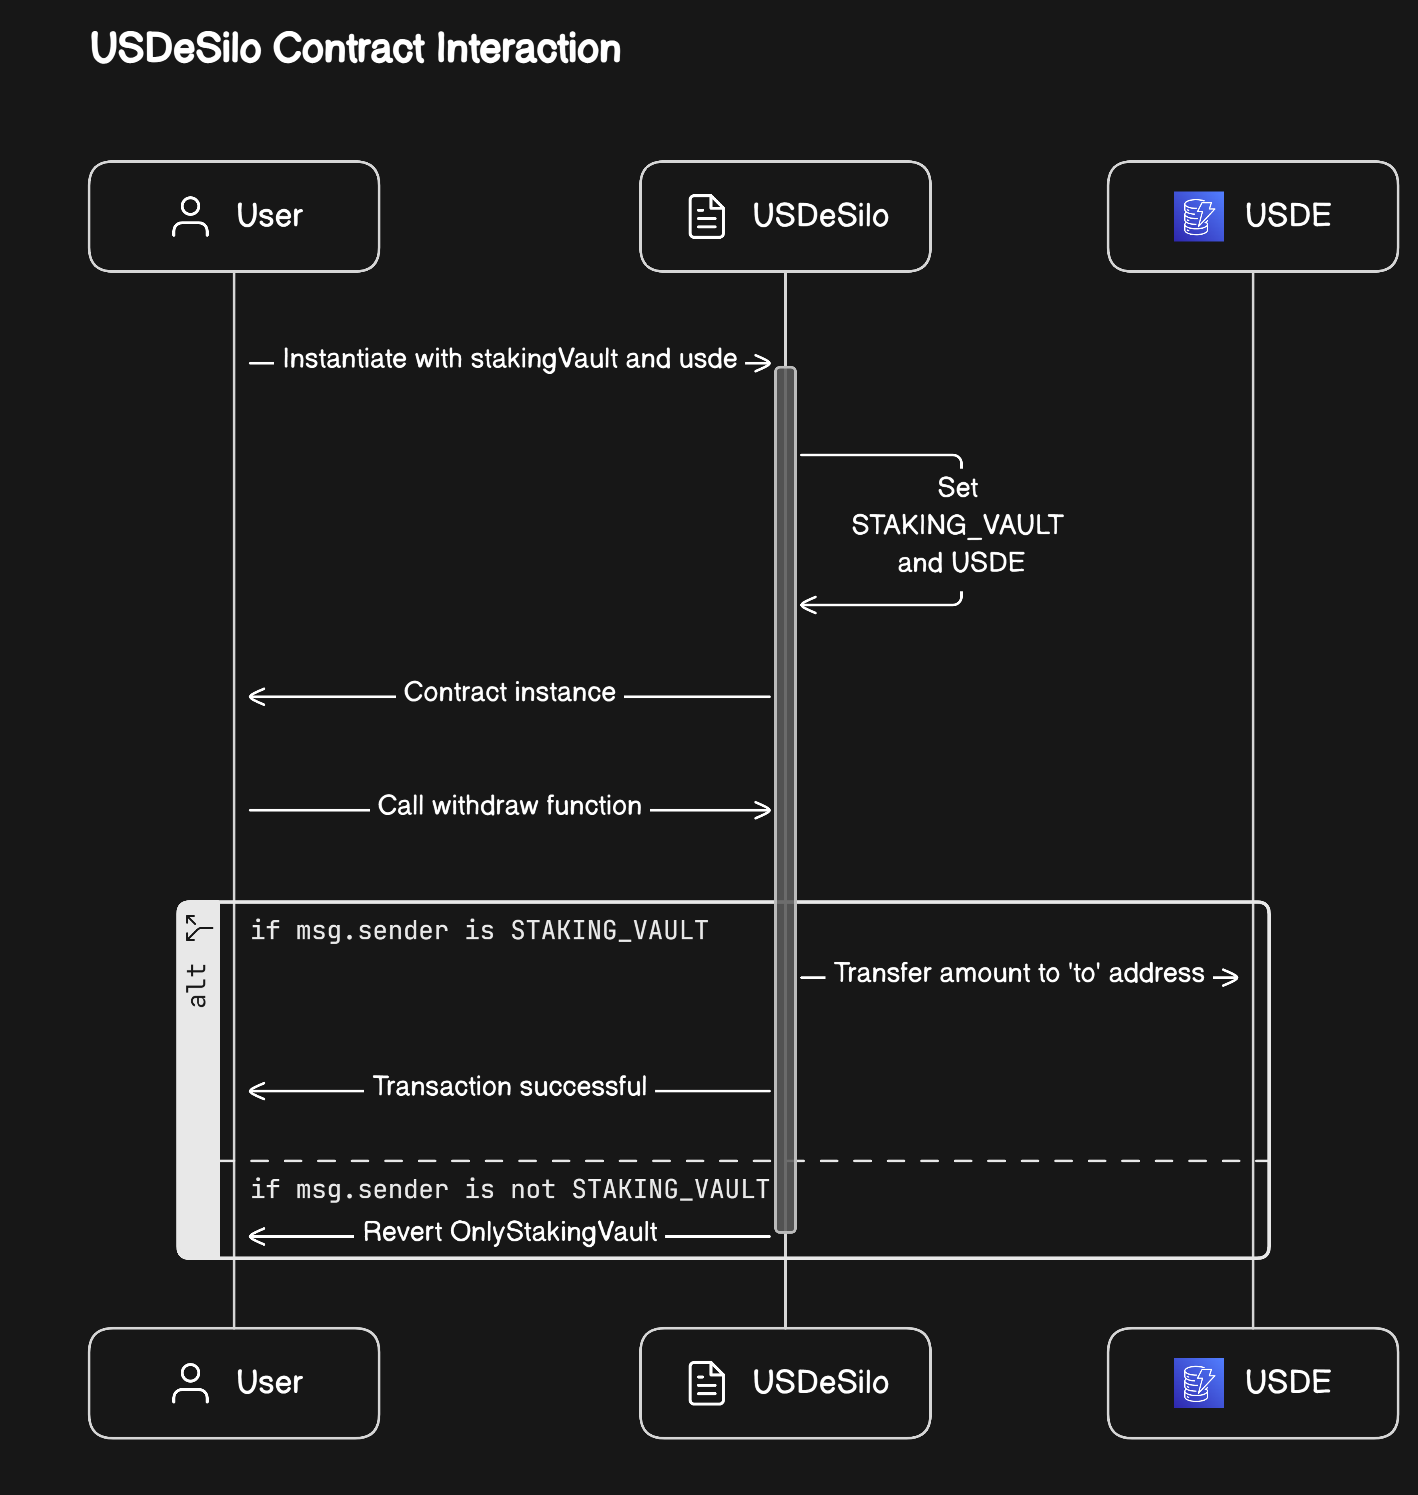 USDeSilo Contract Interaction
User
USDeSilo
USDE
Instantiate with stakingVault and usde
Set
STAKING_VAULT
and USDE
Contract instance
Call withdraw function
alt
if msg.sender is STAKING_VAULT
Transfer amount to 'to' address
Transaction successful
if msg.sender is not STAKING_VAULT
Revert OnlyStakingVault
User
USDeSilo
USDE